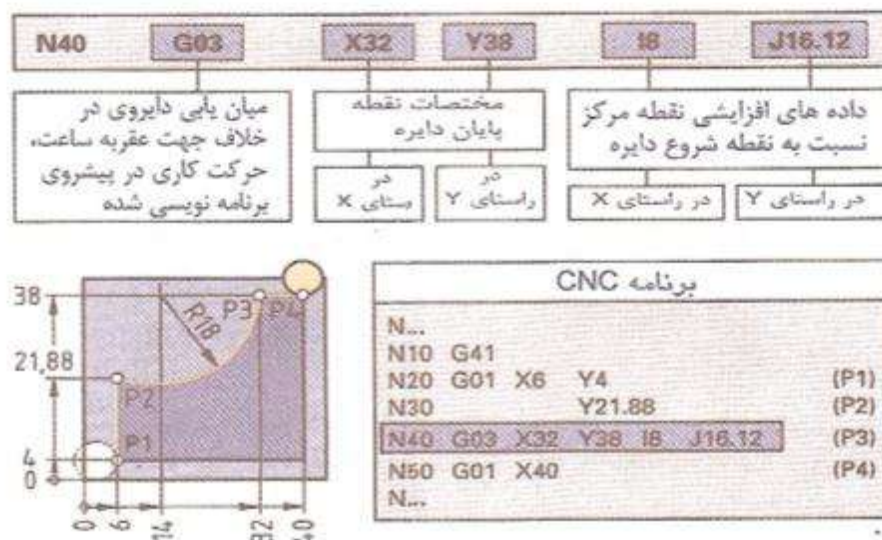 N40 G03 X32 Y38 I8 J16.12
میان یابی دایروی در
خلاف جهت عقربه ساعت،
حرکت کاری در پیشروی
برنامه نویسی شده
مختصات نقطه
پایان دایره
در
ستای X
در
راستای Y
داده های افزایشی نقطه مرکز
نسبت به نقطه شروع دایره
در راستای X
در راستای Y
38
21,88
4
0
P1
P2
P3
P4
R18
0
6
14
32
40
برنامه CNC
N...
N10 G41
N20 G01 X6 Y4 (P1)
N30 Y21.88 (P2)
N40 G03 X32 Y38 I8 J16.12 (P3)
N50 G01 X40 (P4)
N...